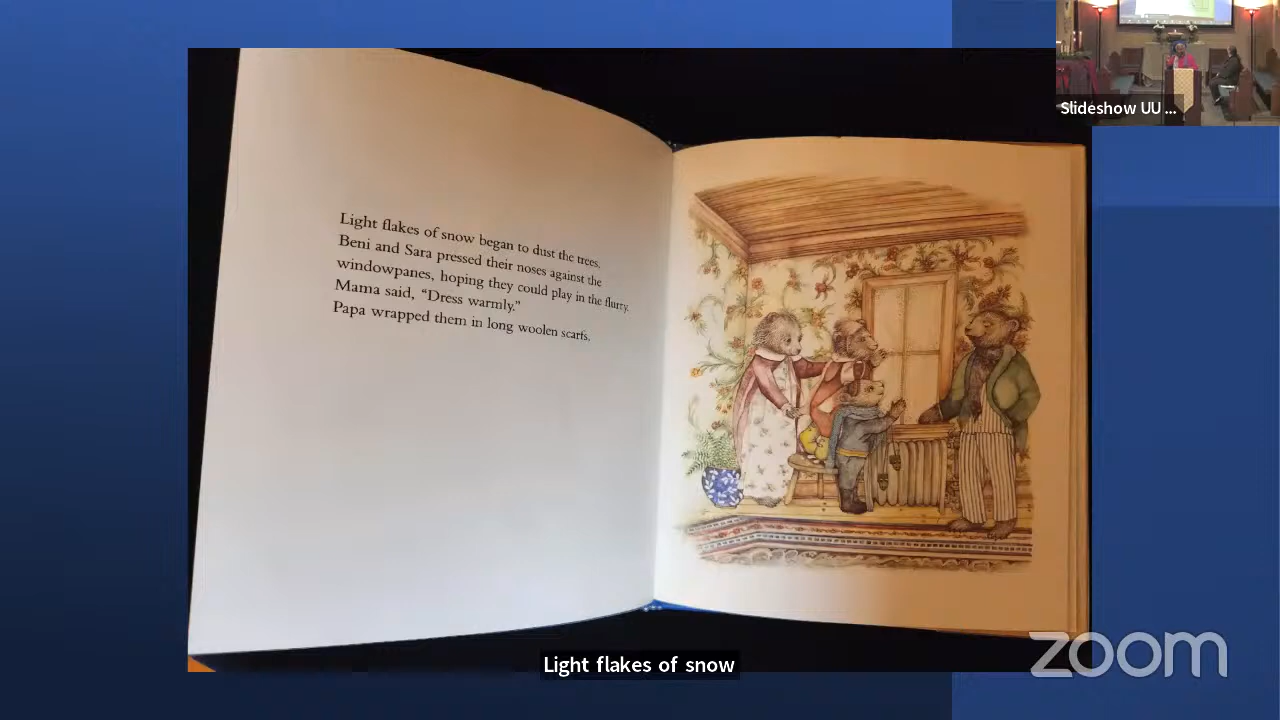 Slideshow UU ...
Light flakes of snow began to dust the trees.
Beni and Sara pressed their noses against the
windowpanes, hoping they could play in the flurry.
Mama said, “Dress warmly.”
Papa wrapped them in long woolen scarfs.
Light flakes of snow
zoom